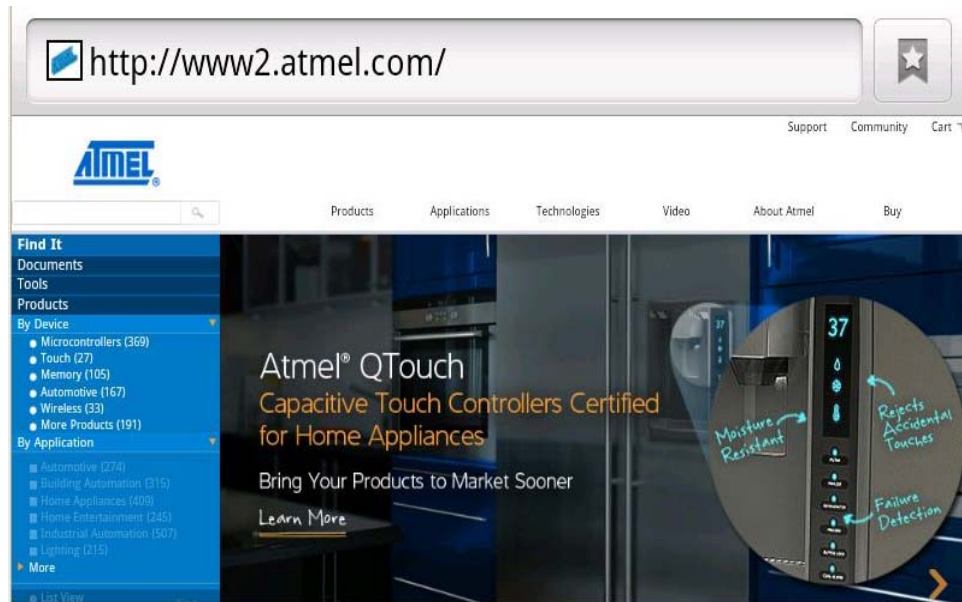 http://www2.atmel.com/
Support Community Cart
ATMEL®
Products Applications Technologies Video About Atmel Buy
Find It
Documents
Tools
Products
By Device
Microcontrollers (369)
Touch (27)
Memory (105)
Automotive (167)
Wireless (33)
More Products (191)
By Application
Automotive (274)
Building Automation (315)
Home Appliances (409)
Home Entertainment (245)
Industrial Automation (507)
Lighting (215)
More
List View
Atmel® QTouch
Capacitive Touch Controllers Certified
for Home Appliances
Bring Your Products to Market Sooner
Learn More
37
37
Moisture
Resistant
Rejects
Accidental
Touches
Failure
Detection